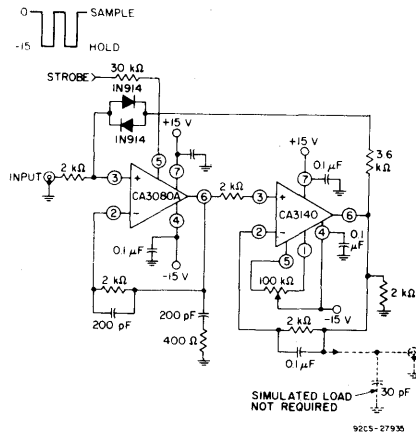 0
SAMPLE
-15
HOLD
STROBE
30 kΩ
1N914
1N914
+15 V
+15 V
INPUT
2 kΩ
3
+
5
7
CA3080A
6
2 kΩ
2
-
4
0.1 μF
-15 V
3
+
7
0.1 μF
CA3140
6
2
-
4
5
1
0.1 μF
3.6 kΩ
100 kΩ
-15 V
2 kΩ
200 pF
200 pF
400 Ω
2 kΩ
0.1 μF
2 kΩ
30 pF
SIMULATED LOAD
NOT REQUIRED
92CS-27935